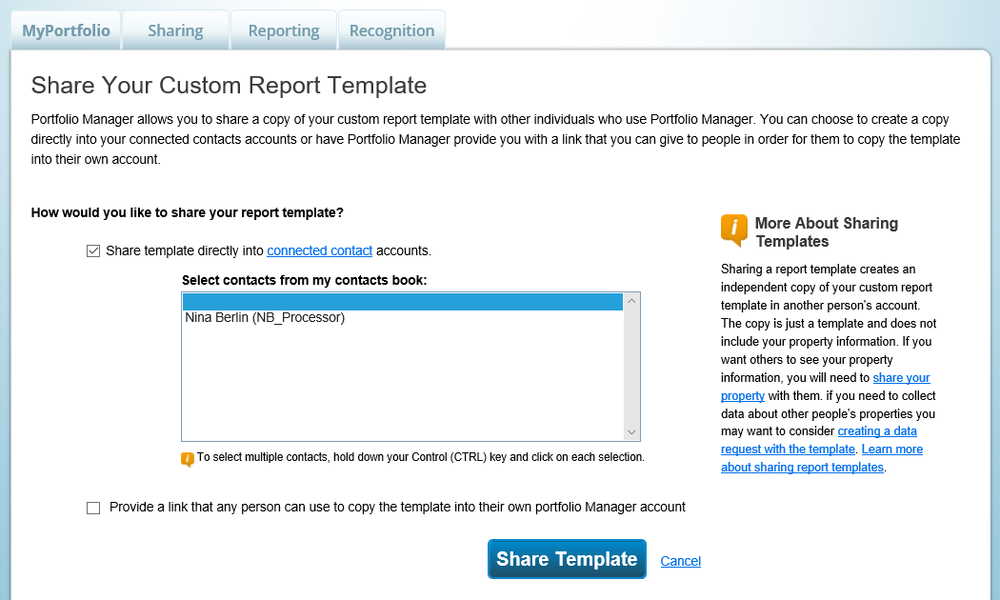 MyPortfolio Sharing Reporting Recognition
Share Your Custom Report Template
Portfolio Manager allows you to share a copy of your custom report template with other individuals who use Portfolio Manager. You can choose to create a copy
directly into your connected contacts accounts or have Portfolio Manager provide you with a link that you can give to people in order for them to copy the template
into their own account.
How would you like to share your report template?
Share template directly into connected contact accounts.
Select contacts from my contacts book:
Nina Berlin (NB_Processor)
To select multiple contacts, hold down your Control (CTRL) key and click on each selection.
Provide a link that any person can use to copy the template into their own portfolio Manager account
Share Template Cancel
More About Sharing
Templates
Sharing a report template creates an
independent copy of your custom report
template in another person's account.
The copy is just a template and does not
include your property information. If you
want others to see your property
information, you will need to share your
property with them. if you need to collect
data about other people's properties you
may want to consider creating a data
request with the template. Learn more
about sharing report templates.